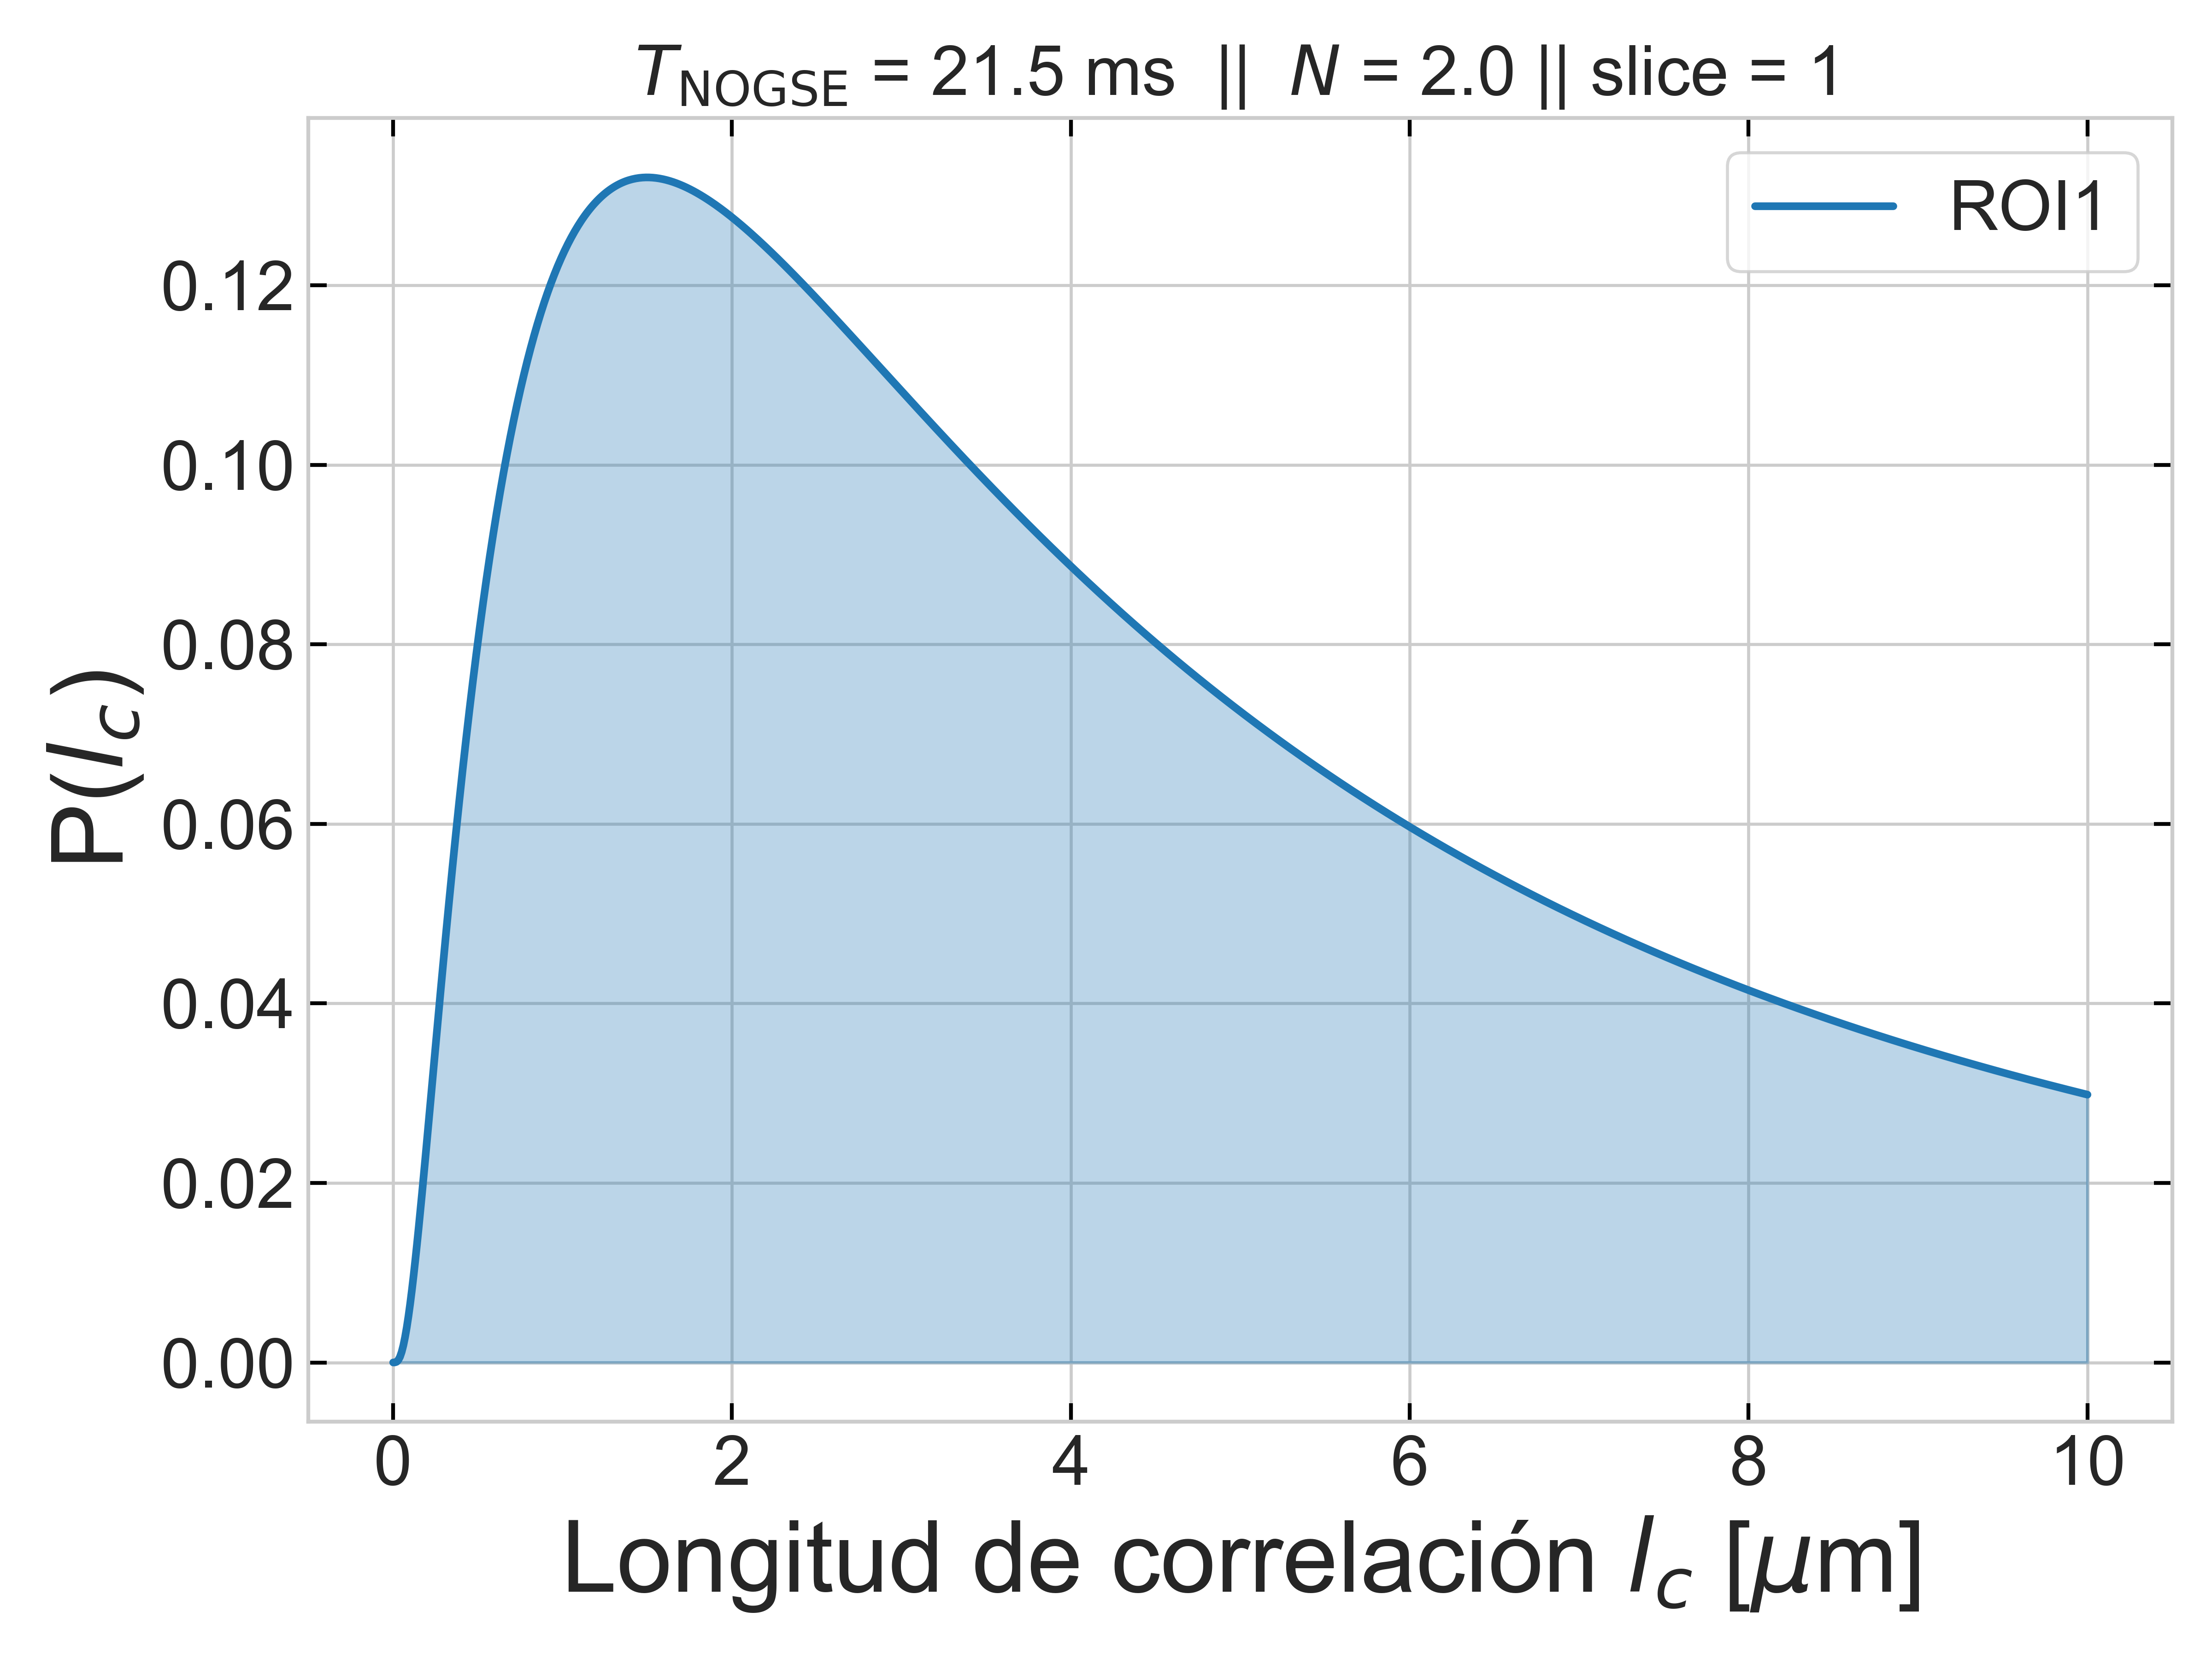 T_NOGSE = 21.5 ms || N = 2.0 || slice = 1
ROI1
0.12
0.10
0.08
0.06
0.04
0.02
0.00
P(l_c)
0 2 4 6 8 10
Longitud de correlación l_c [μm]